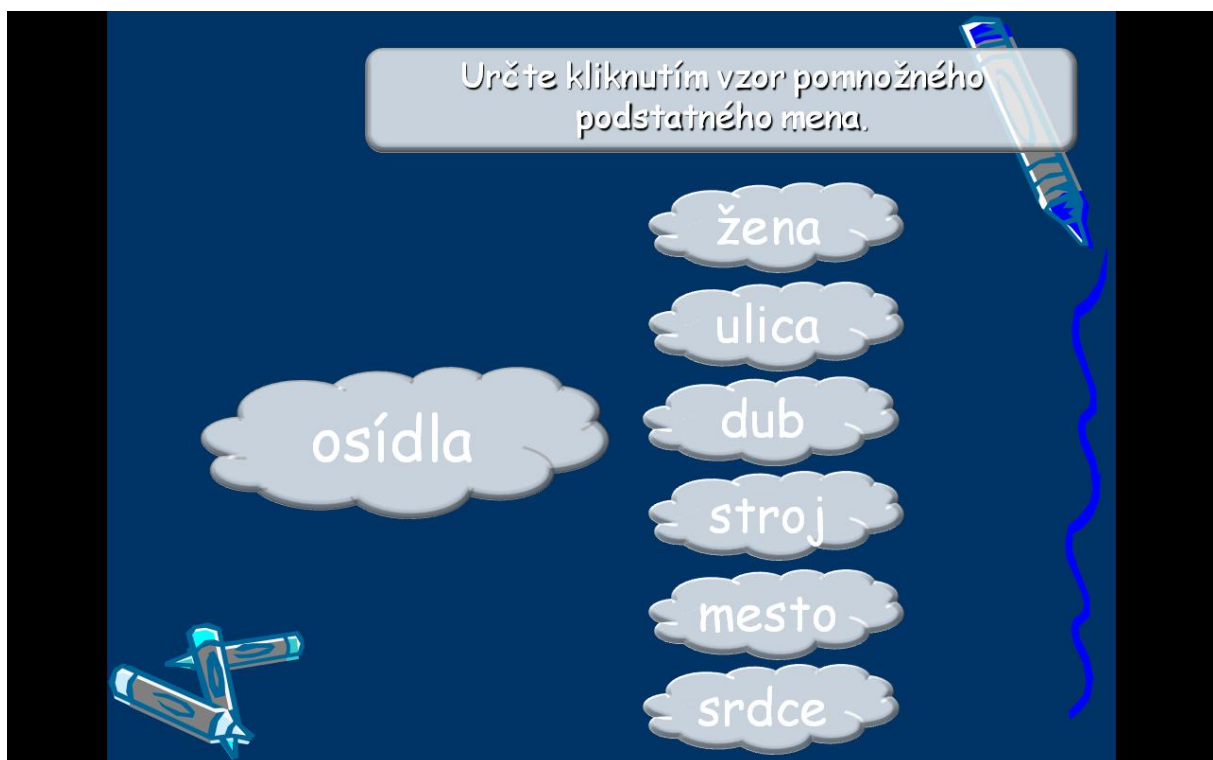 Určte kliknutím vzor pomnožného
podstatného mena.
žena
ulica
osídla
dub
stroj
mesto
srdce